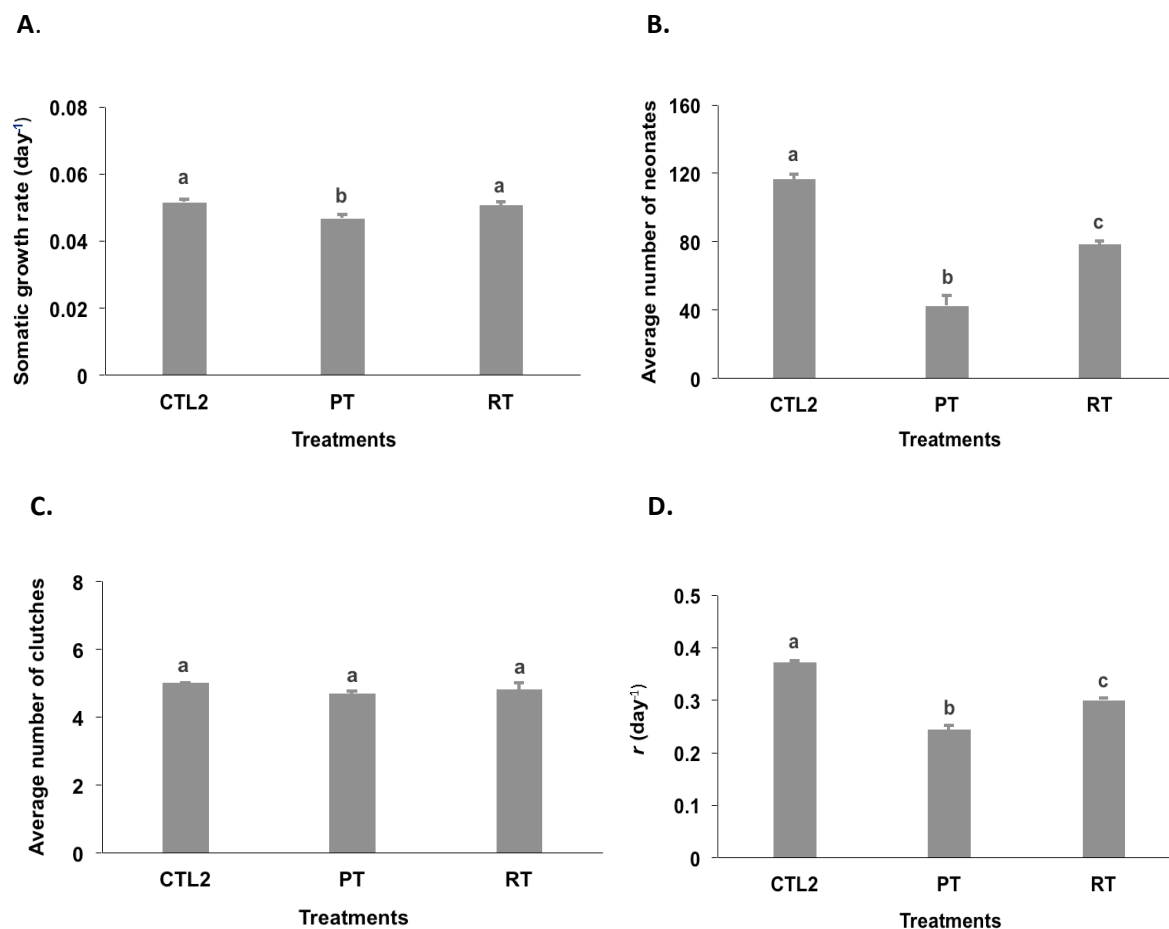 A.
Somatic growth rate (day-1)
0.08
0.06
0.04
0.02
0
a
b
a
CTL2 PT RT
Treatments
B.
Average number of neonates
160
120
80
40
0
a
b
c
CTL2 PT RT
Treatments
C.
Average number of clutches
8
6
4
2
0
a
a
a
CTL2 PT RT
Treatments
D.
r (day-1)
0.5
0.4
0.3
0.2
0.1
0
a
b
c
CTL2 PT RT
Treatments